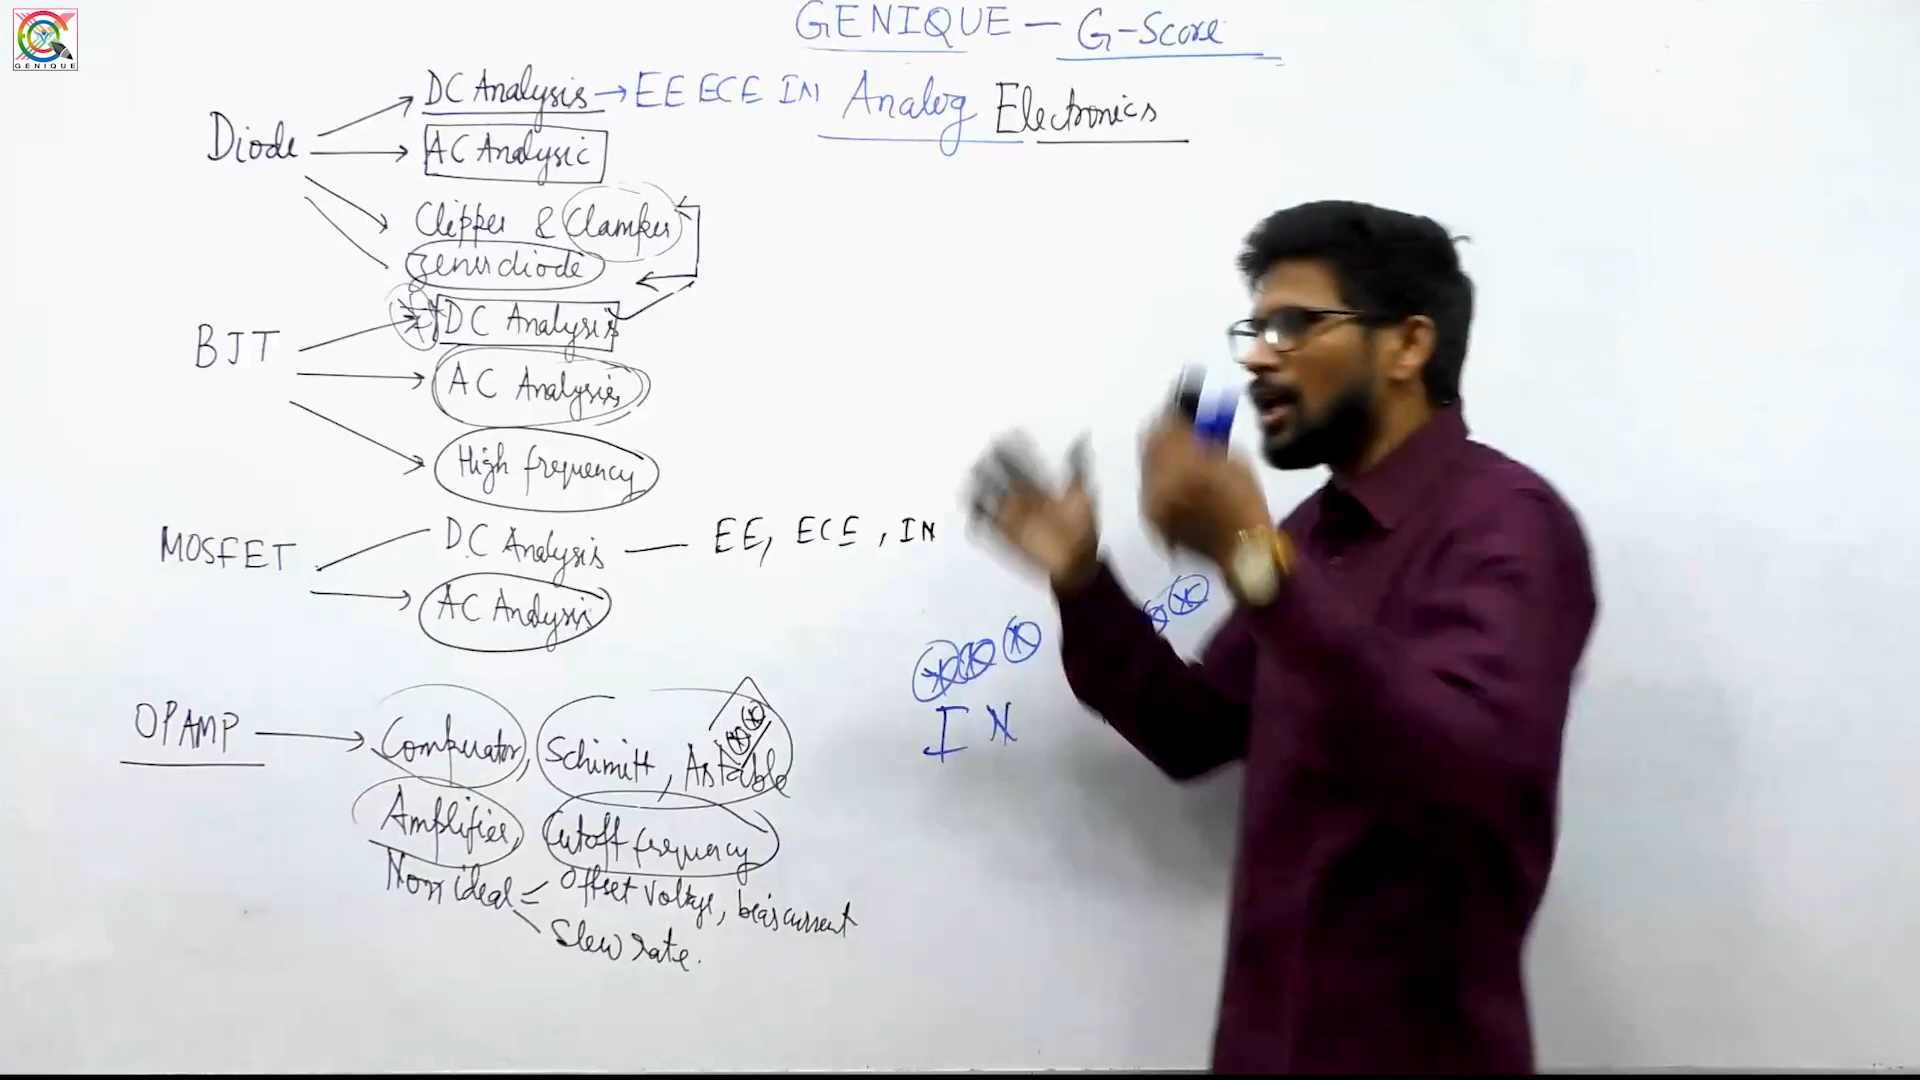 GENIQUE
GENIQUE — G-Score
Analog Electronics
Diode
DC Analysis → EE ECE IN
AC Analysis
Clipper & Clamper
Zener diode
BJT
DC Analysis
AC Analysis
High frequency
MOSFET
DC Analysis — EE, ECE, IN
AC Analysis
IN
OPAMP → Comparator, Schimitt, Astable
Amplifier, Cutoff frequency
Non ideal = Offset voltage, bias current
Slew rate.